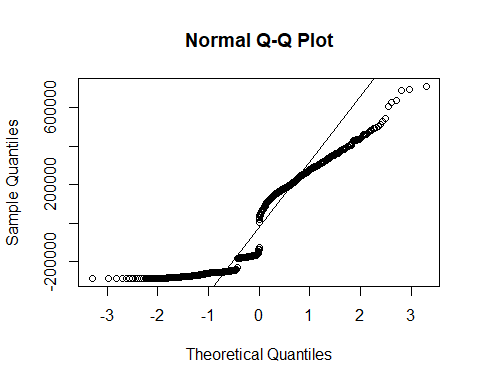 Normal Q-Q Plot
Sample Quantiles
600000
200000
-200000
-3 -2 -1 0 1 2 3
Theoretical Quantiles